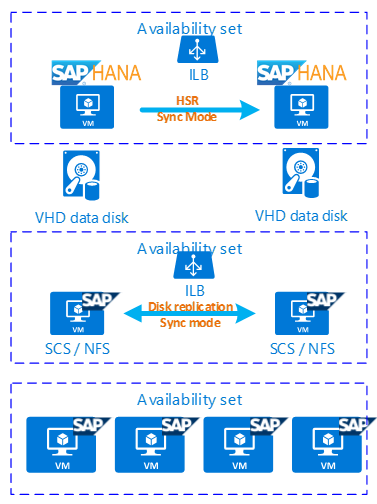 Availability set
ILB
SAP HANA
SAP HANA
HSR
Sync Mode
VM
VM
VHD data disk
VHD data disk
Availability set
ILB
SAP
SAP
Disk replication
Sync mode
VM
VM
SCS / NFS
SCS / NFS
Availability set
SAP
SAP
SAP
SAP
VM
VM
VM
VM